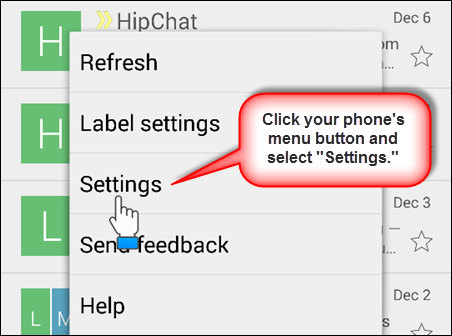 H
HipChat
Dec 6
om
Refresh
H
Label settings
Click your phone's
menu button and
select "Settings."
Settings
L
Dec 3
Send feedback
Dec 2
L M
Help